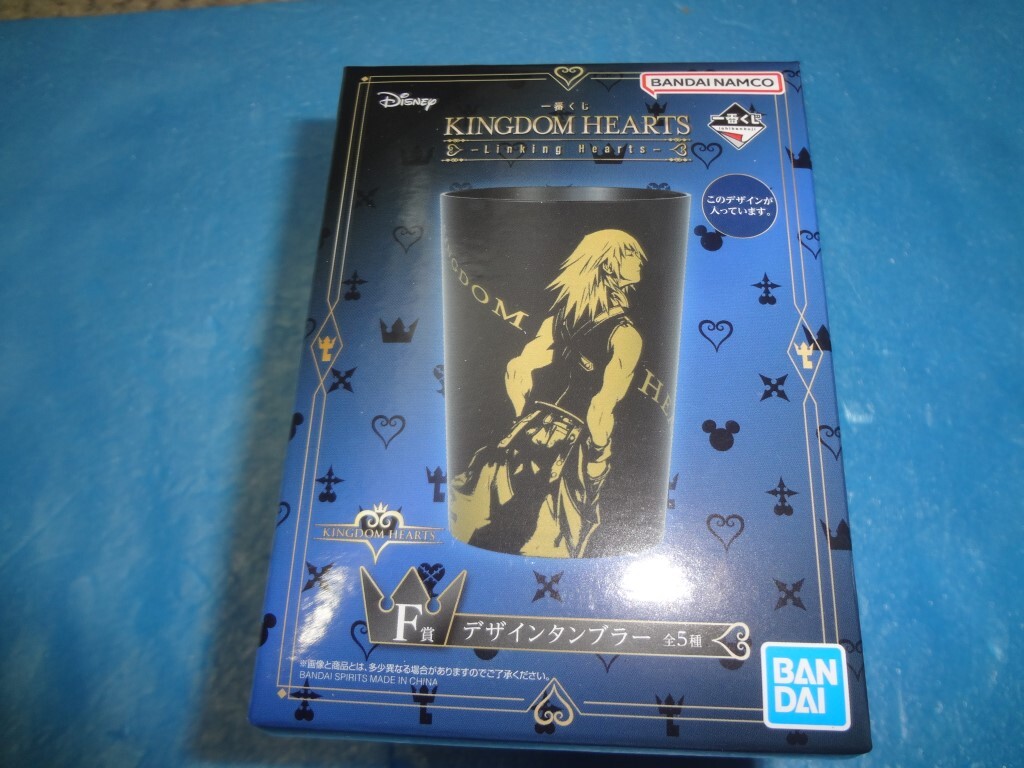 BANDAI NAMCO
Disney
一番くじ
KINGDOM HEARTS
-Linking Hearts-
一番くじ
ichibankuji
このデザインが
入っています。
KINGDOM
HE
KINGDOM HEARTS
F賞
デザインタンブラー 全5種
※画像と商品とは、多少異なる場合がありますのでご了承ください。
BANDAI SPIRITS MADE IN CHINA
BAN
DAI